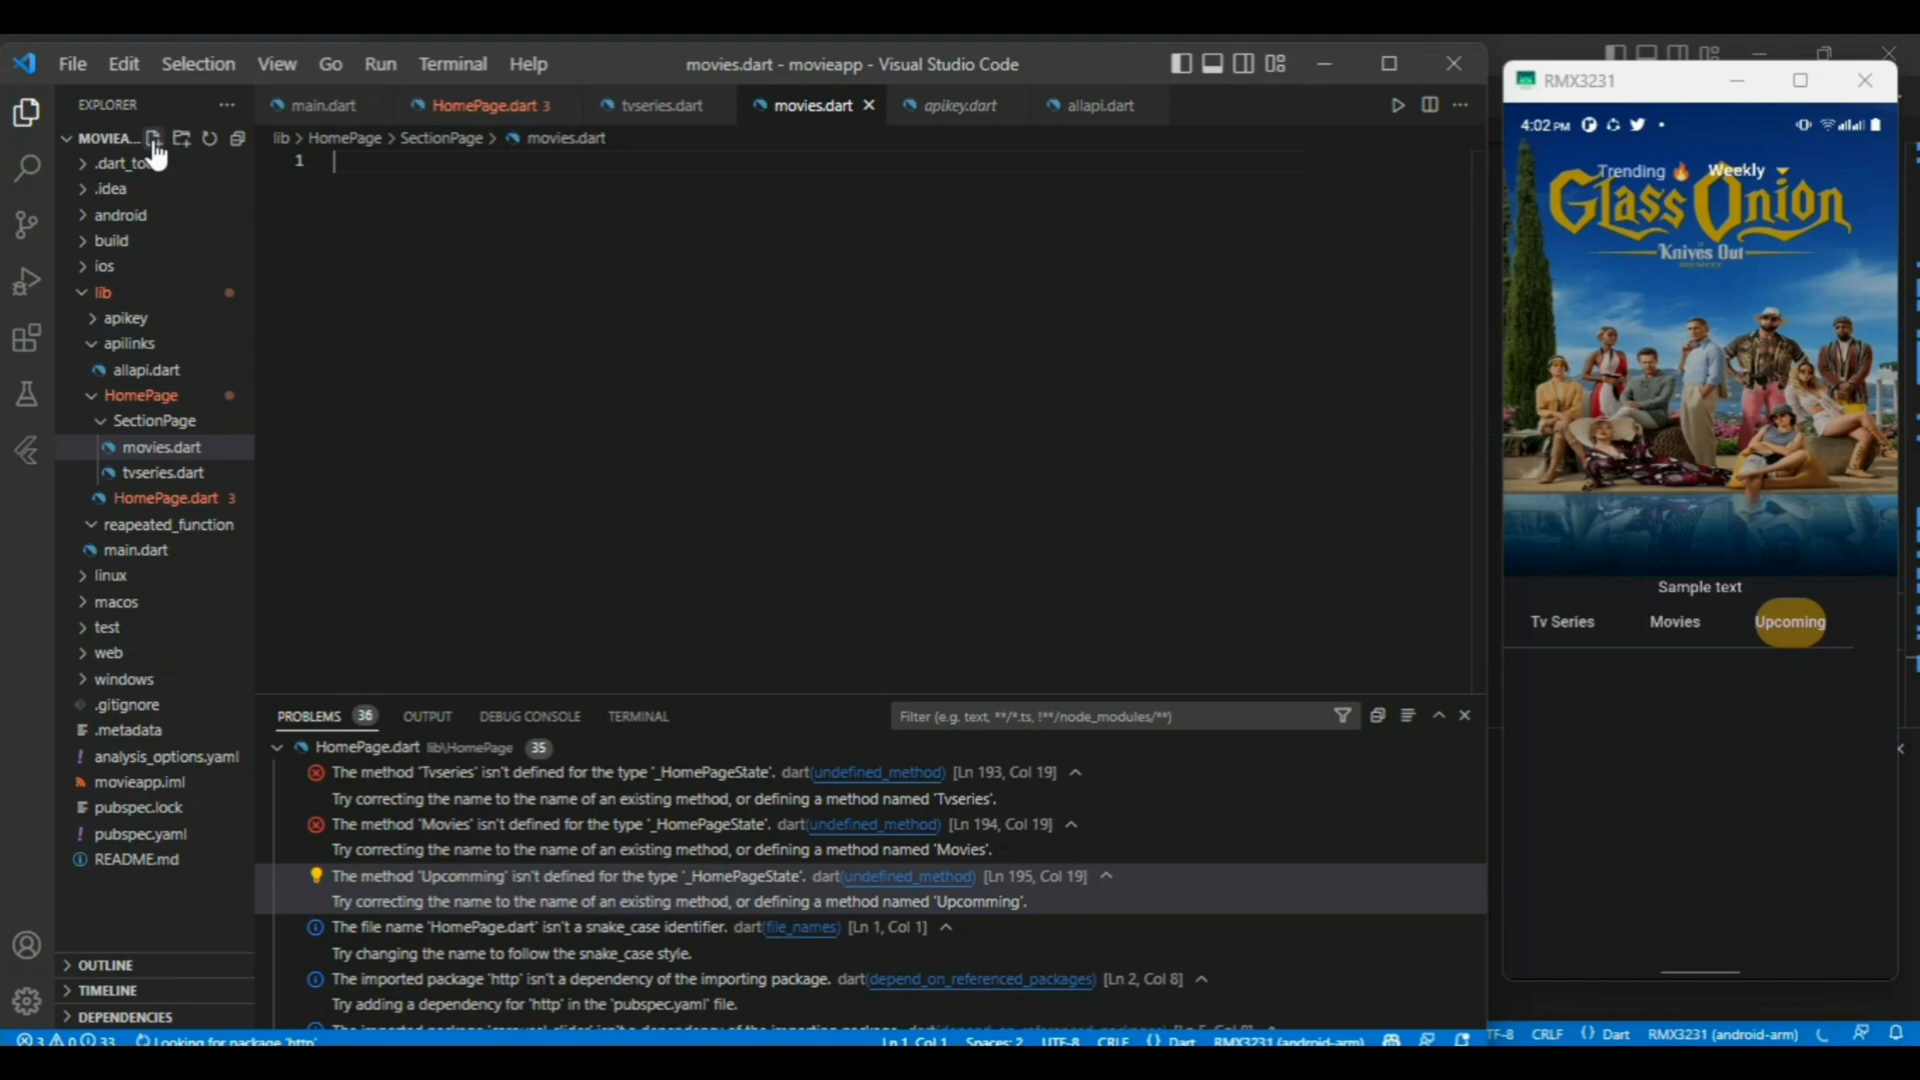 File Edit Selection View Go Run Terminal Help
movies.dart - movieapp - Visual Studio Code
EXPLORER
main.dart
HomePage.dart 3
tvseries.dart
movies.dart
apikey.dart
allapi.dart
MOVIEA...
lib > HomePage > SectionPage > movies.dart
1
.idea
android
build
ios
lib
apikey
apilinks
allapi.dart
HomePage
SectionPage
movies.dart
tvseries.dart
HomePage.dart 3
reapeated_function
main.dart
linux
macos
test
web
windows
.gitignore
.metadata
analysis_options.yaml
movieapp.iml
pubspec.lock
pubspec.yaml
README.md
OUTLINE
TIMELINE
DEPENDENCIES
PROBLEMS 36 OUTPUT DEBUG CONSOLE TERMINAL
Filter (e.g. text, **/*.ts, !**/node_modules/**)
HomePage.dart lib\HomePage 35
The method 'Tvseries' isn't defined for the type '_HomePageState'. dart(undefined_method) [Ln 193, Col 19]
Try correcting the name to the name of an existing method, or defining a method named 'Tvseries'.
The method 'Movies' isn't defined for the type '_HomePageState'. dart(undefined_method) [Ln 194, Col 19]
Try correcting the name to the name of an existing method, or defining a method named 'Movies'.
The method 'Upcomming' isn't defined for the type '_HomePageState'. dart(undefined_method) [Ln 195, Col 19]
Try correcting the name to the name of an existing method, or defining a method named 'Upcomming'.
The file name 'HomePage.dart' isn't a snake_case identifier. dart(file_names) [Ln 1, Col 1]
Try changing the name to follow the snake_case style.
The imported package 'http' isn't a dependency of the importing package. dart(depend_on_referenced_packages) [Ln 2, Col 8]
Try adding a dependency for 'http' in the 'pubspec.yaml' file.
3 0 33 Looking for package 'http'
Ln 1, Col 1 Spaces: 2 UTF-8 CRLF {} Dart RMX3231 (android-arm)
RMX3231
4:02 PM
Trending 🔥 Weekly
Glass Onion
Knives Out
mystery
Sample text
Tv Series Movies Upcoming
TF-8 CRLF {} Dart RMX3231 (android-arm)